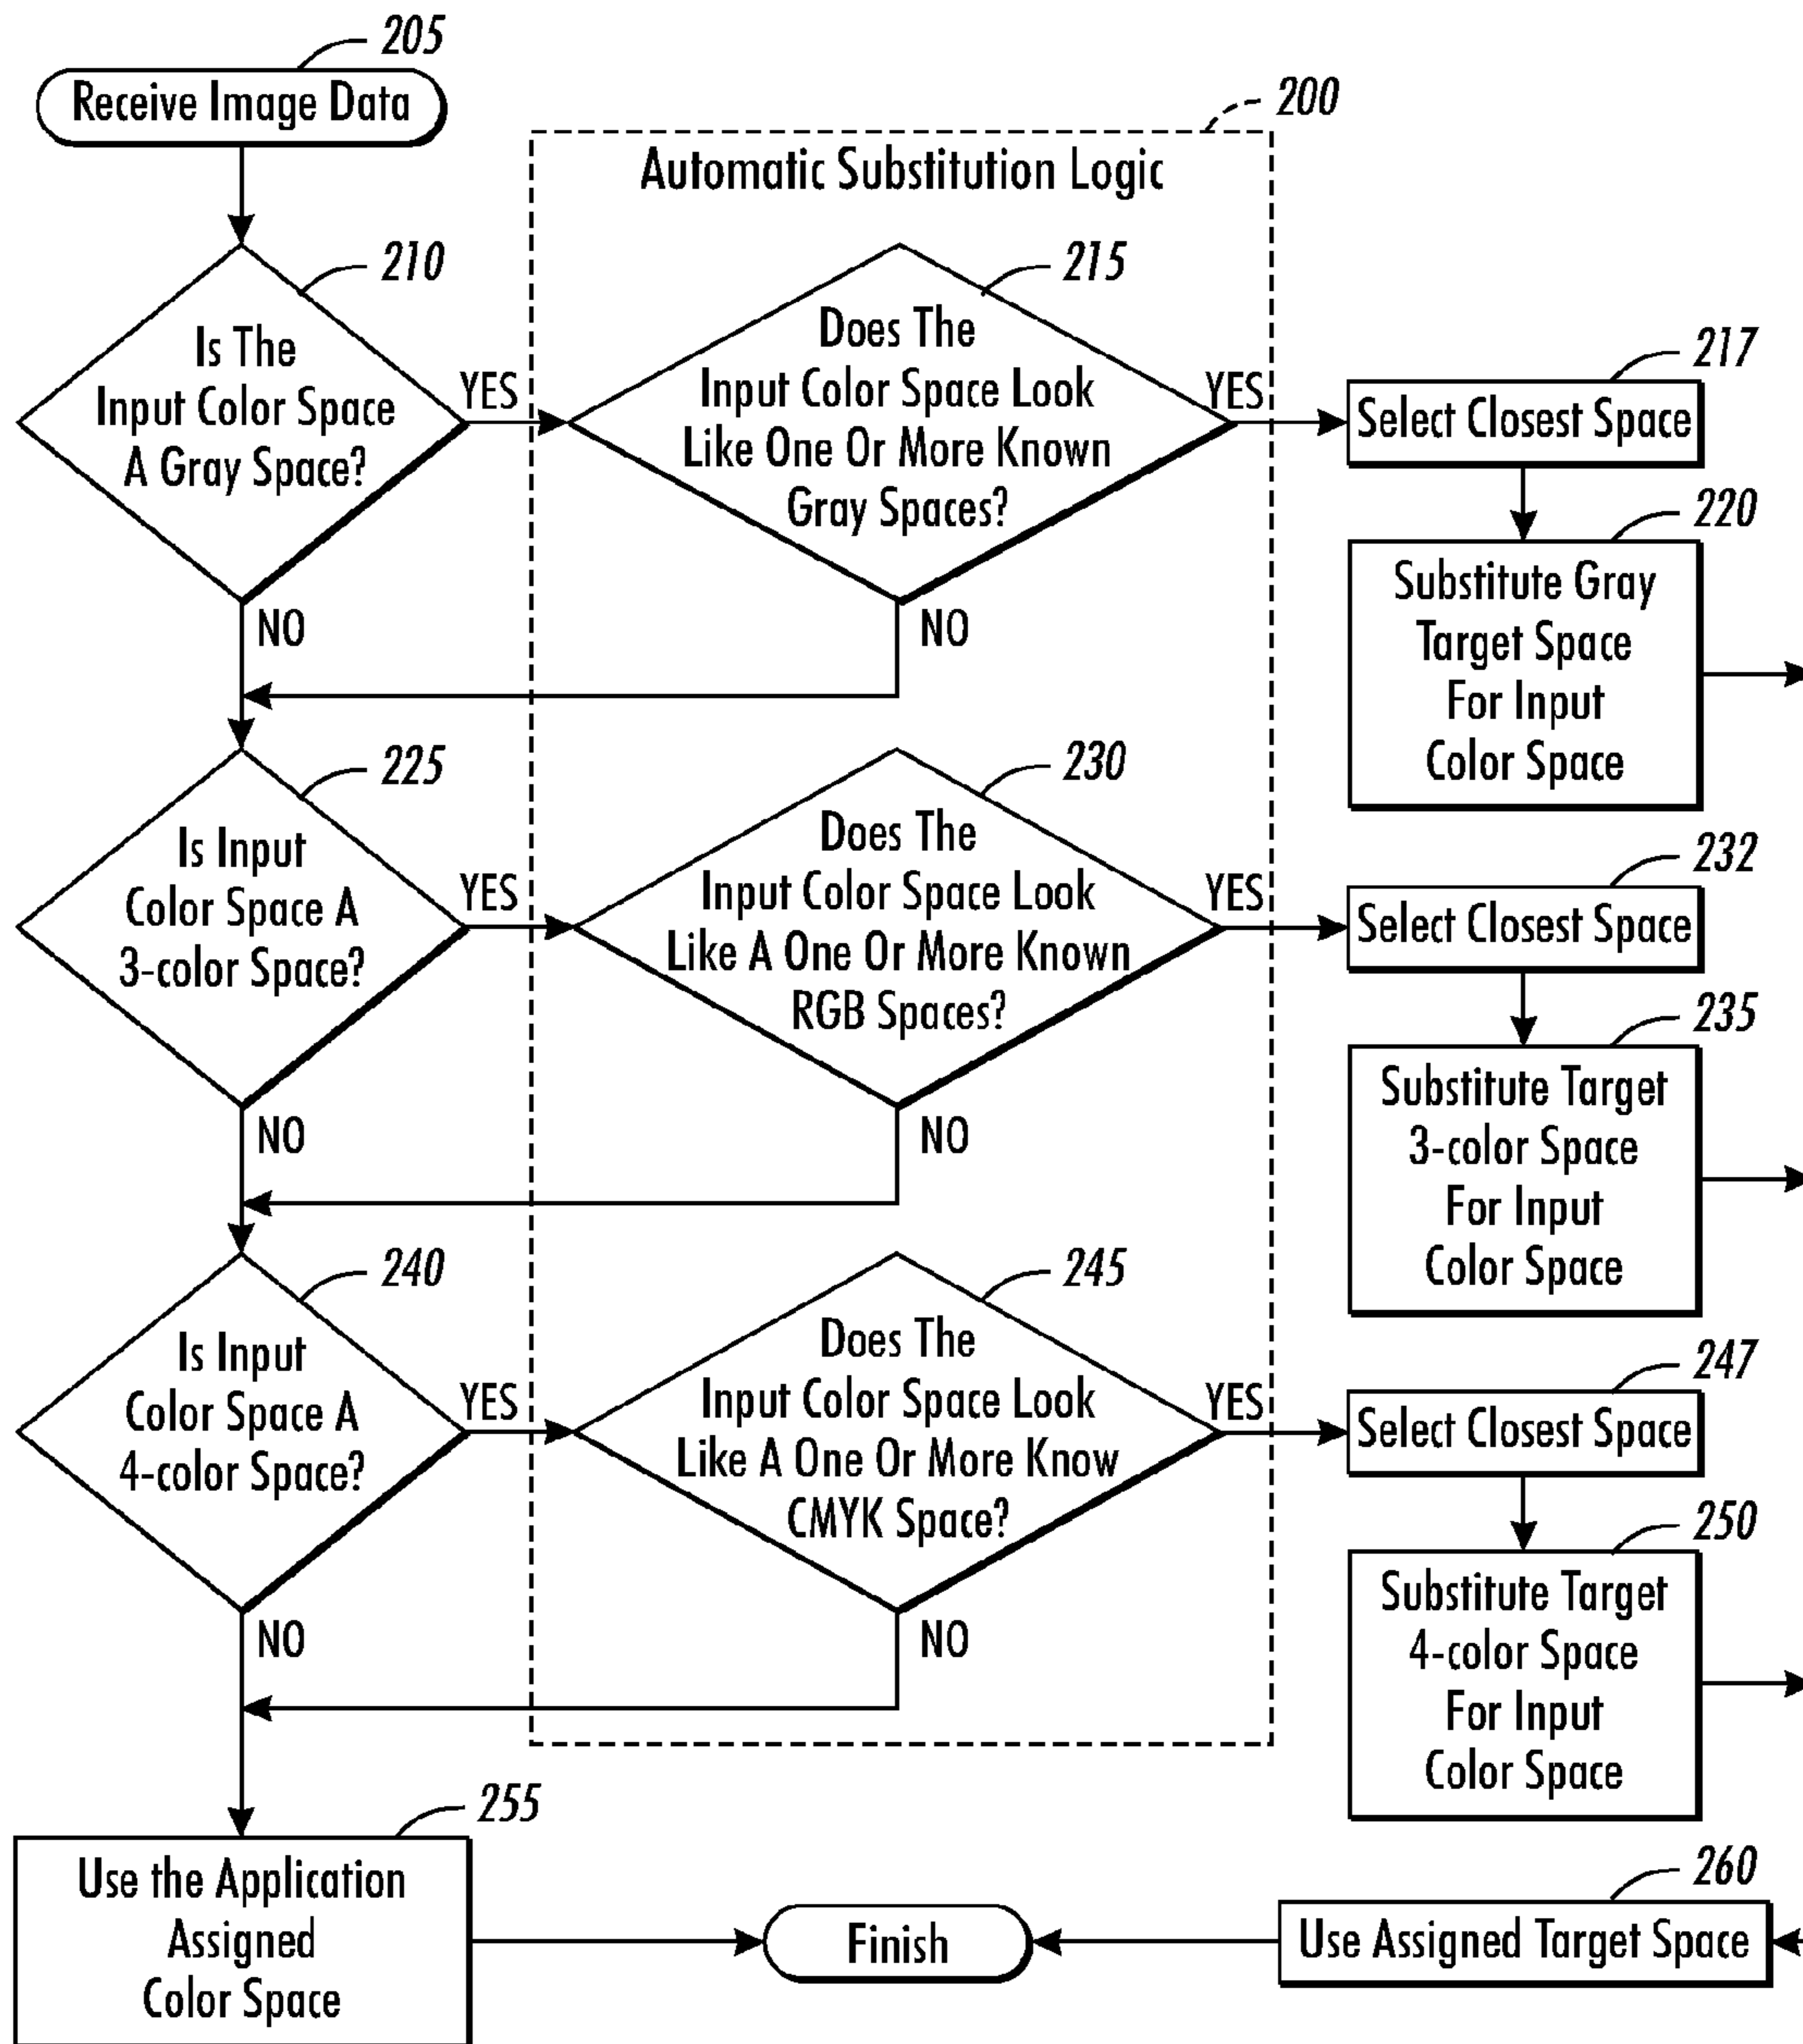 205
Receive Image Data
200
Automatic Substitution Logic
210
Is The
Input Color Space
A Gray Space?
YES
NO
215
Does The
Input Color Space Look
Like One Or More Known
Gray Spaces?
YES
NO
217
Select Closest Space
220
Substitute Gray
Target Space
For Input
Color Space
225
Is Input
Color Space A
3-color Space?
YES
NO
230
Does The
Input Color Space Look
Like A One Or More Known
RGB Spaces?
YES
NO
232
Select Closest Space
235
Substitute Target
3-color Space
For Input
Color Space
240
Is Input
Color Space A
4-color Space?
YES
NO
245
Does The
Input Color Space Look
Like A One Or More Know
CMYK Space?
YES
NO
247
Select Closest Space
250
Substitute Target
4-color Space
For Input
Color Space
255
Use the Application
Assigned
Color Space
Finish
260
Use Assigned Target Space